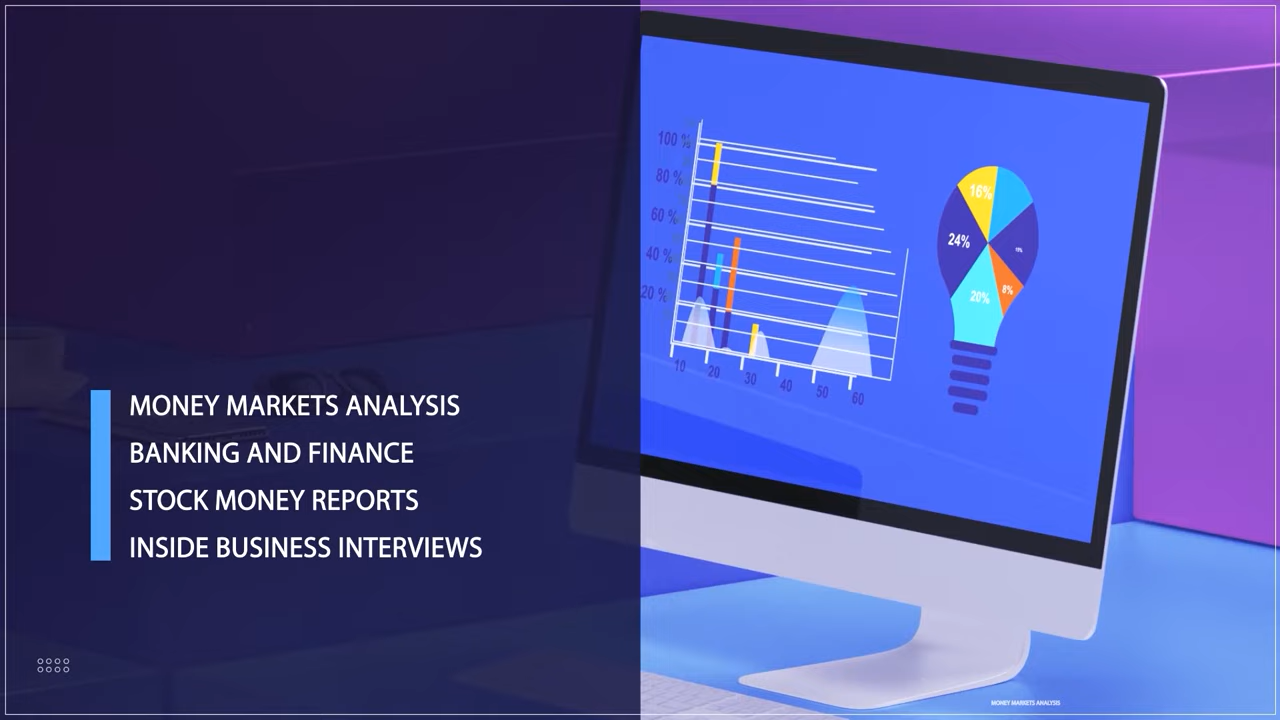 MONEY MARKETS ANALYSIS
BANKING AND FINANCE
STOCK MONEY REPORTS
INSIDE BUSINESS INTERVIEWS
100 %
80 %
60 %
40 %
20 %
10 20 30 40 50 60
16%
24%
20%
8%
MONEY MARKETS ANALYSIS